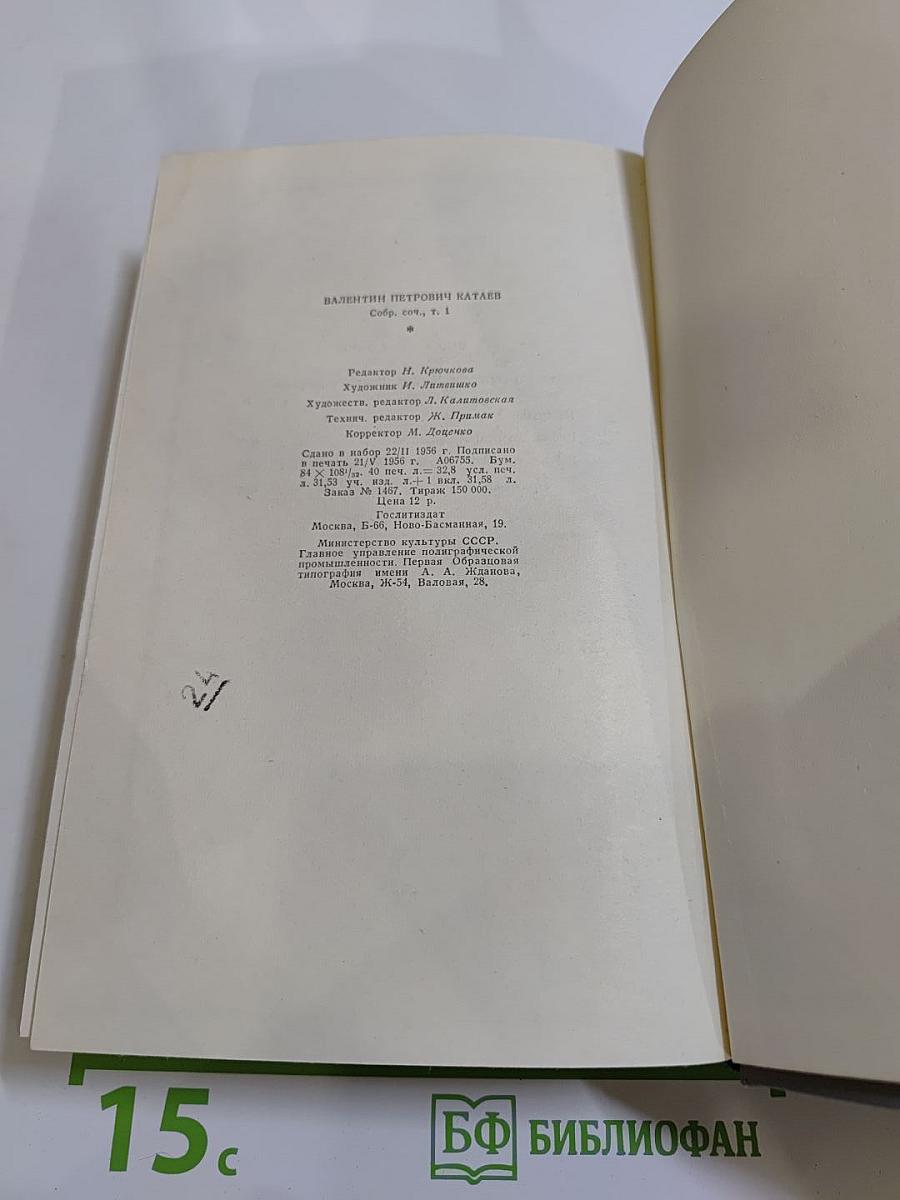 ВАЛЕНТИН ПЕТРОВИЧ КАТАЕВ
Собр. соч., т. 1
*
Редактор Н. Крючкова
Художник И. Литвишко
Художеств. редактор Л. Калитовская
Технич. редактор Ж. Примак
Корректор М. Доценко
Сдано в набор 22/II 1956 г. Подписано
в печать 21/V 1956 г. А06755. Бум.
84 × 108¹/₃₂. 40 печ. л.= 32,8 усл. печ.
л. 31,53 уч. изд. л.+ 1 вкл. 31,58 л.
Заказ № 1467. Тираж 150 000.
Цена 12 р.
Гослитиздат
Москва, Б-66, Ново-Басманная, 19.
Министерство культуры СССР.
Главное управление полиграфической
промышленности. Первая Образцовая
типография имени А. А. Жданова,
Москва, Ж-54, Валовая, 28.
24
15 с
БФ БИБЛИОФАН